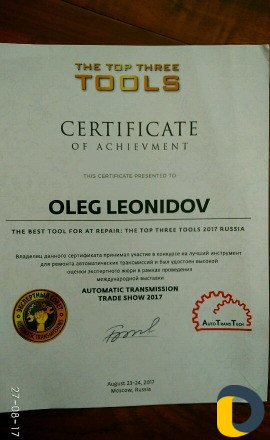 THE TOP THREE
TOOLS
CERTIFICATE
OF ACHIEVMENT
THIS CERTIFICATE PRESENTED TO
OLEG LEONIDOV
THE BEST TOOL FOR AT REPAIR: THE TOP THREE TOOLS 2017 RUSSIA
Владелец данного сертификата принимал участие в конкурсе на лучший инструмент
для ремонта автоматических трансмиссий и был удостоен высокой
оценки экспертного жюри в рамках проведения
международной выставки
AUTOMATIC TRANSMISSION
TRADE SHOW 2017
AutoTransTech
August 23-24, 2017
Moscow, Russia
27-08-17